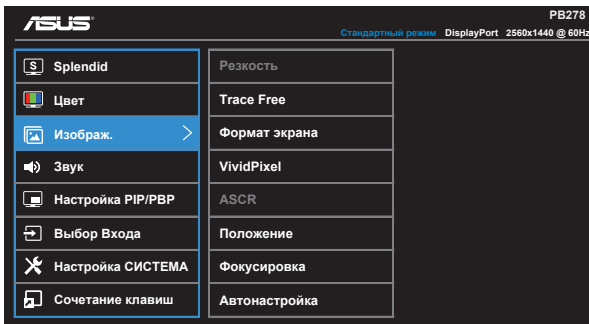 ASUS
PB278
Стандартный режим DisplayPort 2560x1440 @ 60Hz
S Splendid
Цвет
Изображ.
Звук
Настройка PIP/PBP
Выбор Входа
Настройка СИСТЕМА
Сочетание клавиш
Резкость
Trace Free
Формат экрана
VividPixel
ASCR
Положение
Фокусировка
Автонастройка